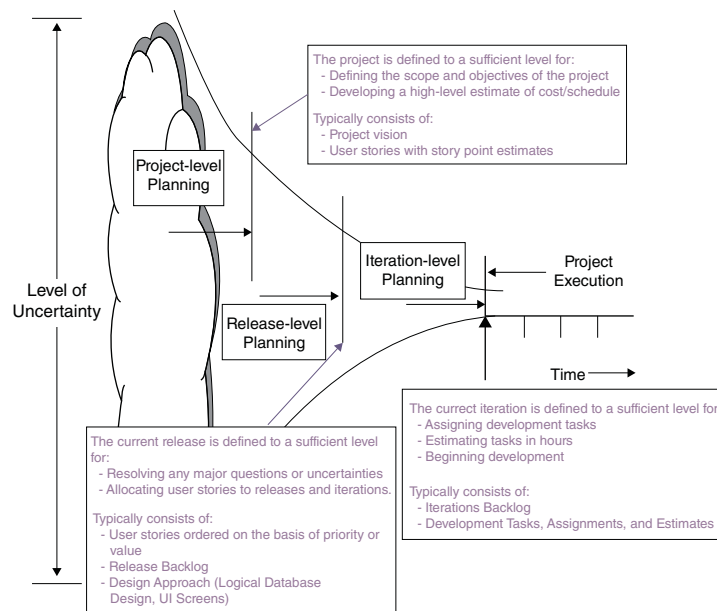 The project is defined to a sufficient level for:
- Defining the scope and objectives of the project
- Developing a high-level estimate of cost/schedule
Typically consists of:
- Project vision
- User stories with story point estimates
Project-level
Planning
Iteration-level
Planning
Project
Execution
Level of
Uncertainty
Release-level
Planning
Time
The currect iteration is defined to a sufficient level for
- Assigning development tasks
- Estimating tasks in hours
- Beginning development
Typically consists of:
- Iterations Backlog
- Development Tasks, Assignments, and Estimates
The current release is defined to a sufficient level
for:
- Resolving any major questions or uncertainties
- Allocating user stories to releases and iterations.
Typically consists of:
- User stories ordered on the basis of priority or
value
- Release Backlog
- Design Approach (Logical Database
Design, UI Screens)